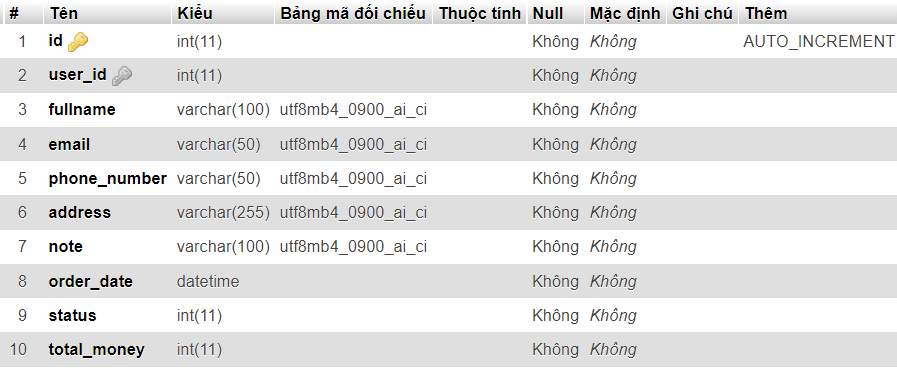 # Tên Kiểu Bảng mã đối chiếu Thuộc tính Null Mặc định Ghi chú Thêm
1 id int(11) Không Không AUTO_INCREMENT
2 user_id int(11) Không Không
3 fullname varchar(100) utf8mb4_0900_ai_ci Không Không
4 email varchar(50) utf8mb4_0900_ai_ci Không Không
5 phone_number varchar(50) utf8mb4_0900_ai_ci Không Không
6 address varchar(255) utf8mb4_0900_ai_ci Không Không
7 note varchar(100) utf8mb4_0900_ai_ci Không Không
8 order_date datetime Không Không
9 status int(11) Không Không
10 total_money int(11) Không Không